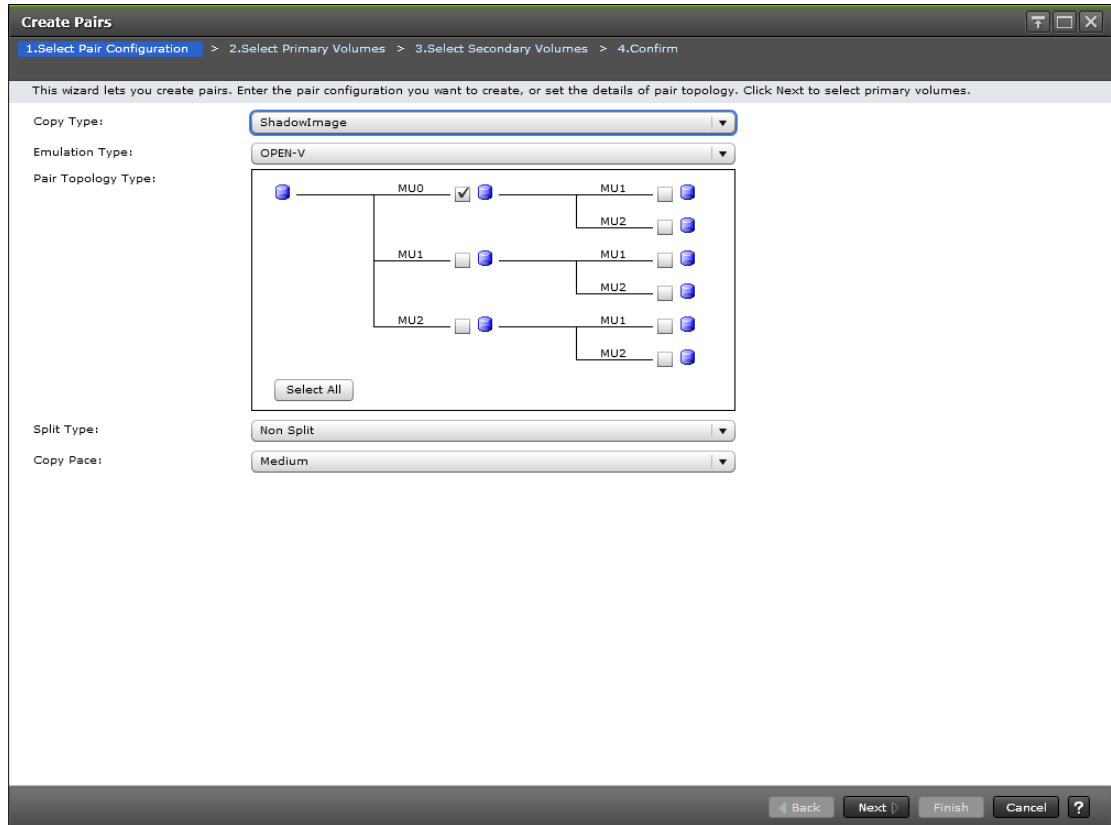 Create Pairs
1.Select Pair Configuration > 2.Select Primary Volumes > 3.Select Secondary Volumes > 4.Confirm
This wizard lets you create pairs. Enter the pair configuration you want to create, or set the details of pair topology. Click Next to select primary volumes.
Copy Type: ShadowImage
Emulation Type: OPEN-V
Pair Topology Type:
MU0 MU1
MU2
MU1 MU1
MU2
MU2 MU1
MU2
Select All
Split Type: Non Split
Copy Pace: Medium
Back Next Finish Cancel ?